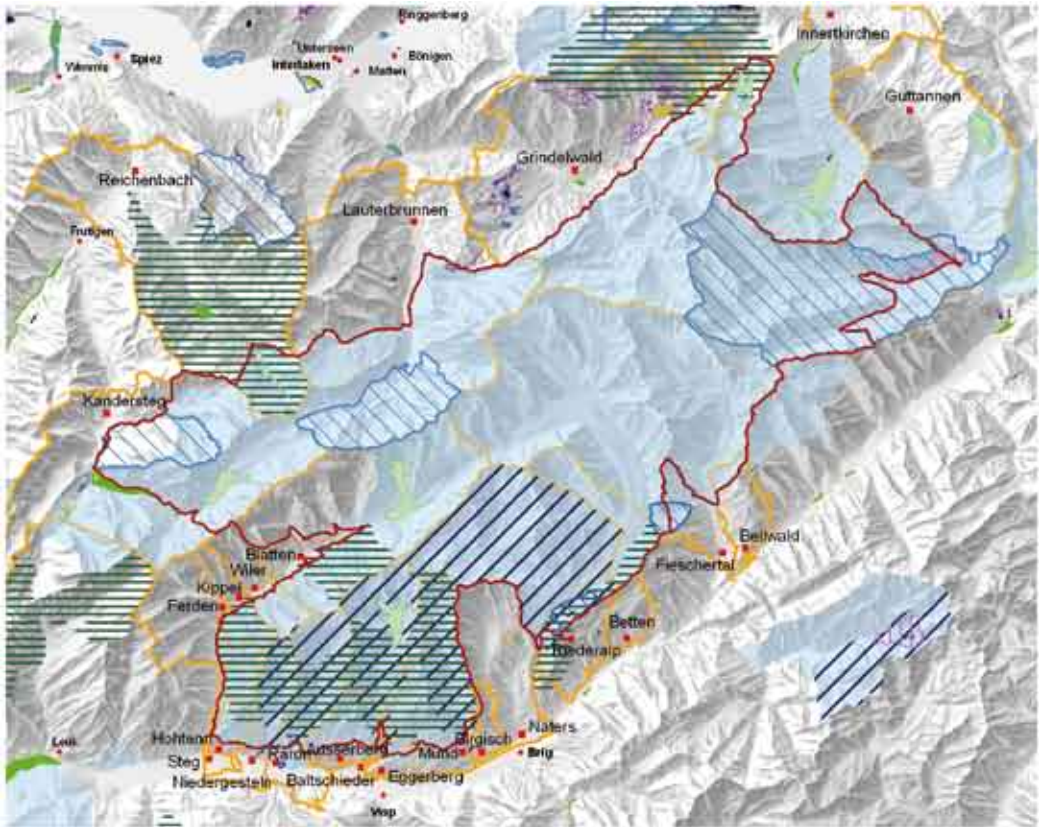 Ringgenberg
Innertkirchen
Unterseen
Bönigen
Wimmis
Spiez
Interlaken
Matten
Guttannen
Grindelwald
Reichenbach
Lauterbrunnen
Frutigen
Kandersteg
Blatten
Bellwald
Wiler
Fieschertal
Kippel
Ferden
Betten
Riederalp
Naters
Hohtenn
Ausserberg
Mund
Birgisch
Leuk
Steg
Raron
Brig
Niedergesteln
Baltschieder
Eggerberg
Visp